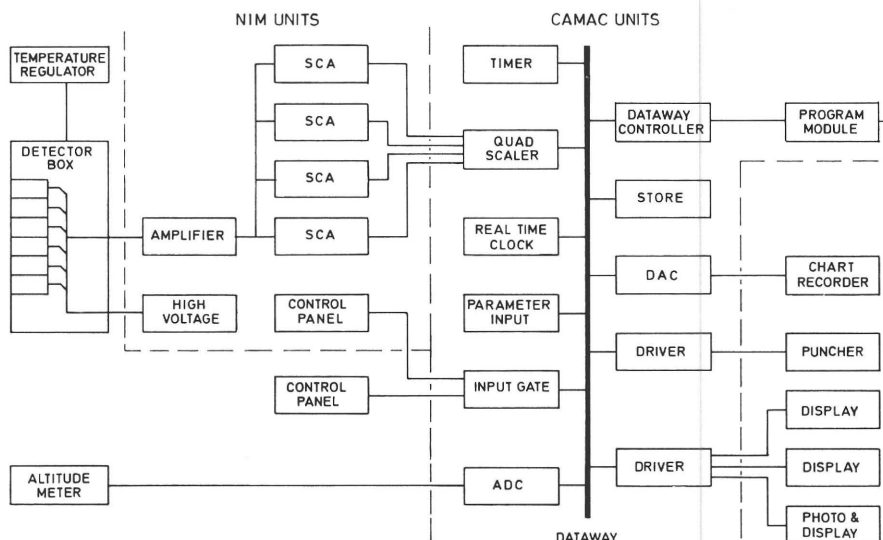 NIM UNITS
CAMAC UNITS
TEMPERATURE
REGULATOR
SCA
TIMER
SCA
DATAWAY
CONTROLLER
PROGRAM
MODULE
DETECTOR
BOX
QUAD
SCALER
SCA
STORE
AMPLIFIER
SCA
REAL TIME
CLOCK
DAC
CHART
RECORDER
HIGH
VOLTAGE
CONTROL
PANEL
PARAMETER
INPUT
DRIVER
PUNCHER
CONTROL
PANEL
INPUT GATE
DISPLAY
ALTITUDE
METER
ADC
DRIVER
DISPLAY
PHOTO &
DISPLAY
DATAWAY